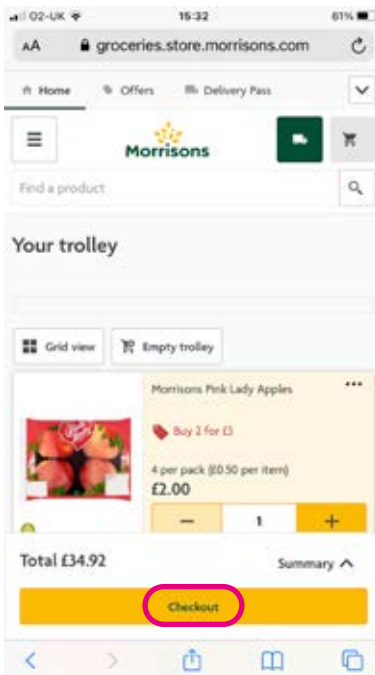 O2-UK 15:32 61%
AA groceries.store.morrisons.com
Home Offers Delivery Pass
Morrisons
Find a product
Your trolley
Grid view Empty trolley
Morrisons Pink Lady Apples
Buy 2 for £3
4 per pack (£0.50 per item)
£2.00
− 1 +
Total £34.92 Summary
Checkout